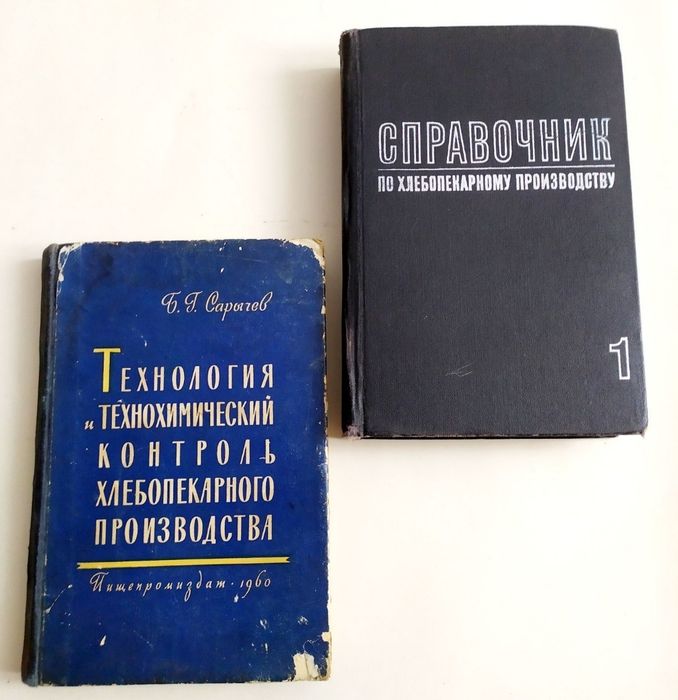 СПРАВОЧНИК
ПО ХЛЕБОПЕКАРНОМУ ПРОИЗВОДСТВУ
1
Б. Г. Сарычев
ТЕХНОЛОГИЯ
и ТЕХНОХИМИЧЕСКИЙ
КОНТРОЛЬ
ХЛЕБОПЕКАРНОГО
ПРОИЗВОДСТВА
Пищепромиздат · 1960